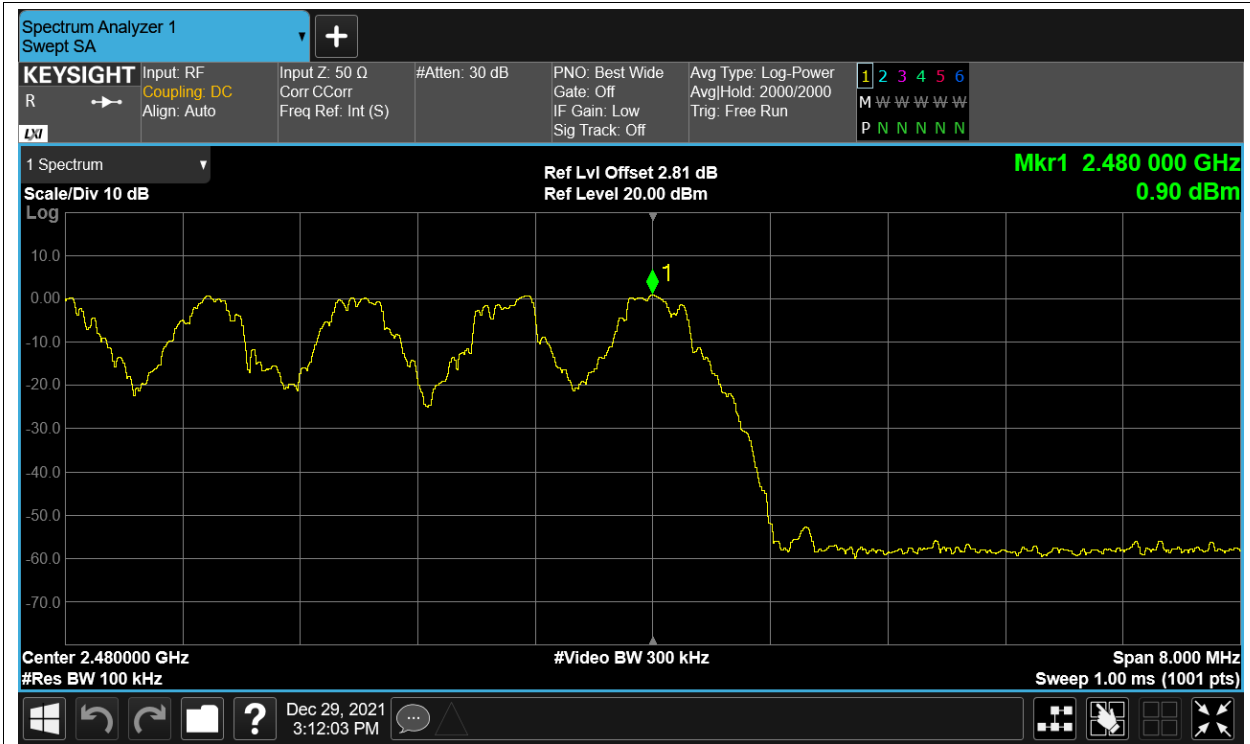 Spectrum Analyzer 1
Swept SA
KEYSIGHT
R
LXI
Input: RF
Coupling: DC
Align: Auto
Input Z: 50 Ω
Corr CCorr
Freq Ref: Int (S)
#Atten: 30 dB
PNO: Best Wide
Gate: Off
IF Gain: Low
Sig Track: Off
Avg Type: Log-Power
Avg|Hold: 2000/2000
Trig: Free Run
1 2 3 4 5 6
M W W W W W
P N N N N N
1 Spectrum
Scale/Div 10 dB
Log
Ref Lvl Offset 2.81 dB
Ref Level 20.00 dBm
Mkr1 2.480 000 GHz
0.90 dBm
1
10.0
0.00
-10.0
-20.0
-30.0
-40.0
-50.0
-60.0
-70.0
Center 2.480000 GHz
#Res BW 100 kHz
#Video BW 300 kHz
Span 8.000 MHz
Sweep 1.00 ms (1001 pts)
?
Dec 29, 2021
3:12:03 PM